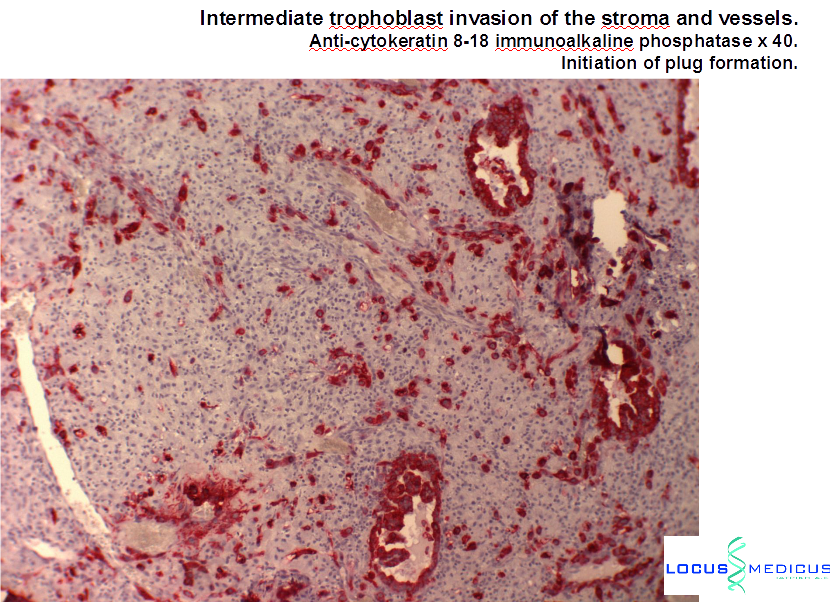 Intermediate trophoblast invasion of the stroma and vessels.
Anti-cytokeratin 8-18 immunoalkaline phosphatase x 40.
Initiation of plug formation.
LOCUS MEDICUS